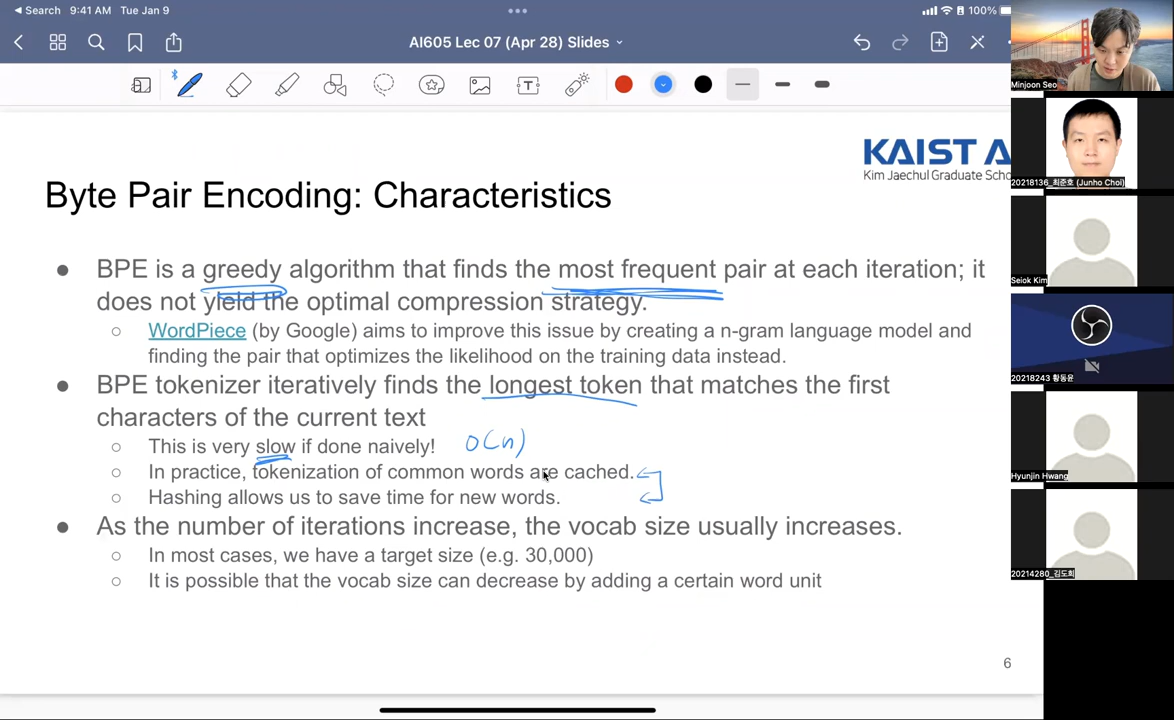 Search 9:41 AM Tue Jan 9
100%
AI605 Lec 07 (Apr 28) Slides
KAIST A
Kim Jaechul Graduate Scho
Byte Pair Encoding: Characteristics
● BPE is a greedy algorithm that finds the most frequent pair at each iteration; it
does not yield the optimal compression strategy.
○ WordPiece (by Google) aims to improve this issue by creating a n-gram language model and
finding the pair that optimizes the likelihood on the training data instead.
● BPE tokenizer iteratively finds the longest token that matches the first
characters of the current text
○ This is very slow if done naively! O(n)
○ In practice, tokenization of common words are cached.
○ Hashing allows us to save time for new words.
● As the number of iterations increase, the vocab size usually increases.
○ In most cases, we have a target size (e.g. 30,000)
○ It is possible that the vocab size can decrease by adding a certain word unit
6
Minjoon Seo
20218136_최준호 (Junho Choi)
Seiok Kim
20218243 황동윤
Hyunjin Hwang
20214280_김도희